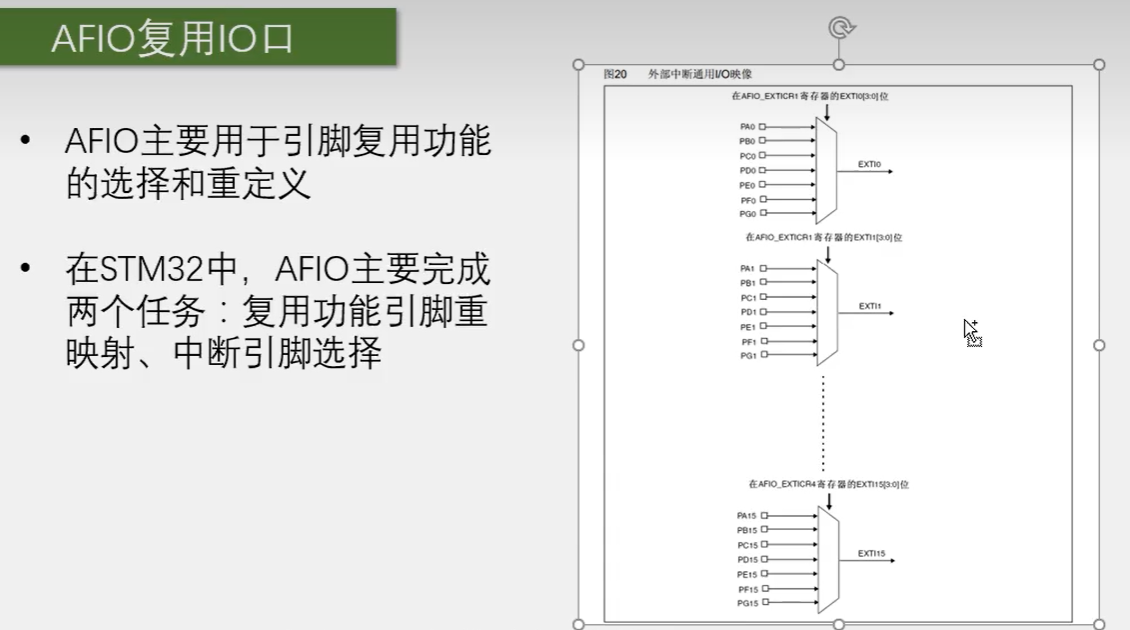 AFIO复用IO口
• AFIO主要用于引脚复用功能
的选择和重定义
• 在STM32中，AFIO主要完成
两个任务：复用功能引脚重
映射、中断引脚选择
图20 外部中断通用I/O映像
在AFIO_EXTICR1寄存器的EXTI0[3:0]位
PA0
PB0
PC0
PD0
PE0
PF0
PG0
EXTI0
在AFIO_EXTICR1寄存器的EXTI1[3:0]位
PA1
PB1
PC1
PD1
PE1
PF1
PG1
EXTI1
在AFIO_EXTICR4寄存器的EXTI15[3:0]位
PA15
PB15
PC15
PD15
PE15
PF15
PG15
EXTI15